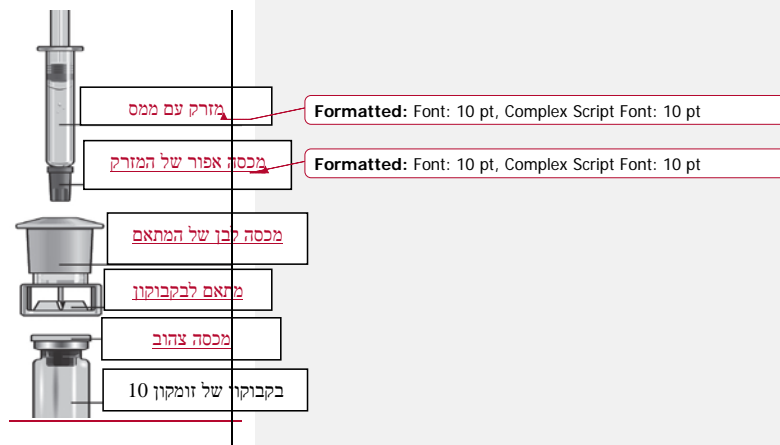 מזרק עם ממס
Formatted: Font: 10 pt, Complex Script Font: 10 pt
מכסה אפור של המזרק
Formatted: Font: 10 pt, Complex Script Font: 10 pt
מכסה לבן של המתאם
מתאם לבקבוקון
מכסה צהוב
בקבוקון של זומקון 10